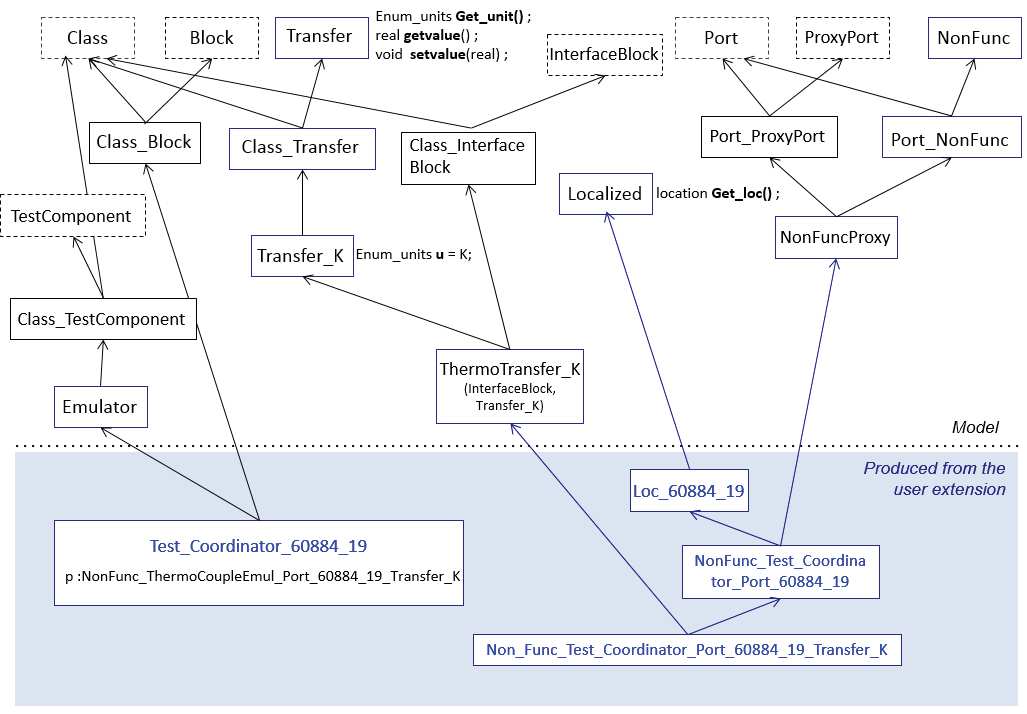 Enum_units Get_unit() ;
real getvalue() ;
void setvalue(real) ;
Class
Block
Transfer
InterfaceBlock
Port
ProxyPort
NonFunc
Class_Block
Class_Transfer
Class_Interface
Block
Port_ProxyPort
Port_NonFunc
Localized
location Get_loc() ;
TestComponent
Transfer_K
Enum_units u = K;
NonFuncProxy
Class_TestComponent
ThermoTransfer_K
(InterfaceBlock,
Transfer_K)
Emulator
Model
Produced from the
user extension
Loc_60884_19
Test_Coordinator_60884_19
p :NonFunc_ThermoCoupleEmul_Port_60884_19_Transfer_K
NonFunc_Test_Coordina
tor_Port_60884_19
Non_Func_Test_Coordinator_Port_60884_19_Transfer_K